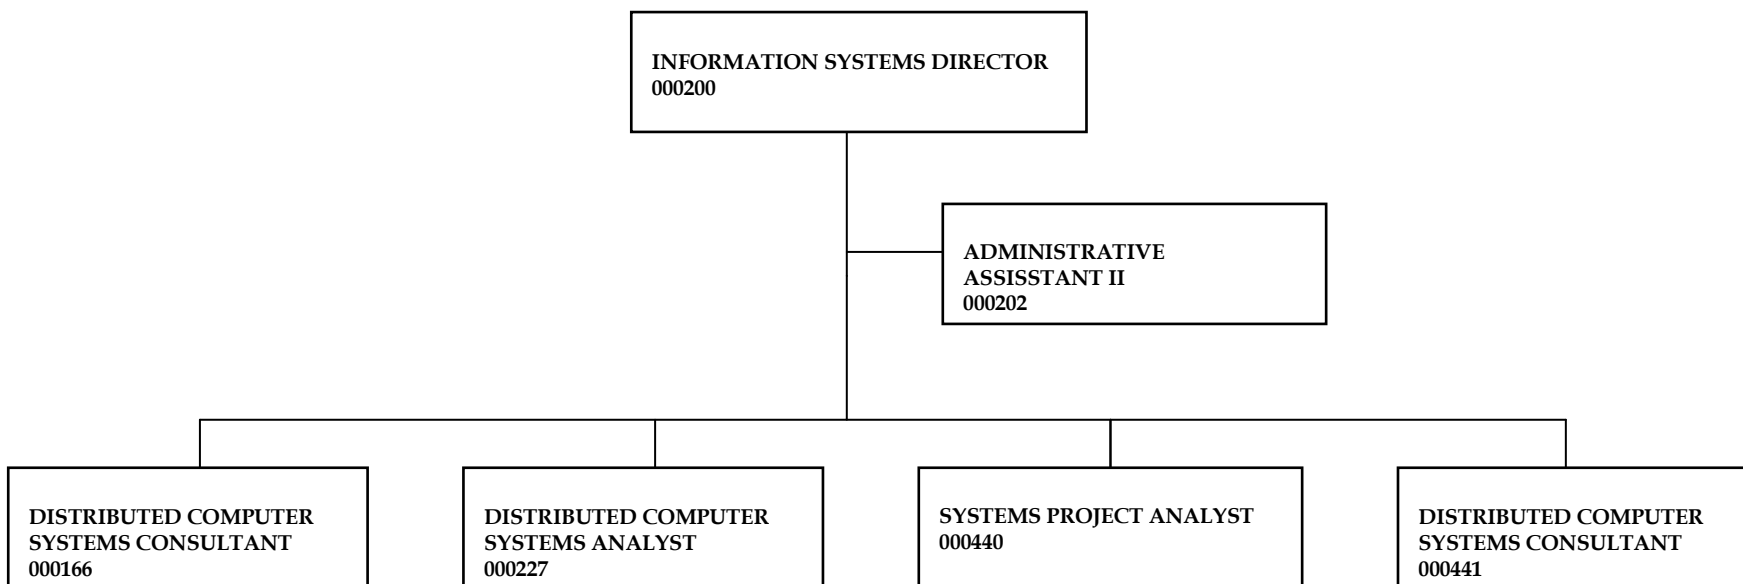 INFORMATION SYSTEMS DIRECTOR
000200
ADMINISTRATIVE
ASSISSTANT II
000202
DISTRIBUTED COMPUTER
SYSTEMS CONSULTANT
000166
DISTRIBUTED COMPUTER
SYSTEMS ANALYST
000227
SYSTEMS PROJECT ANALYST
000440
DISTRIBUTED COMPUTER
SYSTEMS CONSULTANT
000441